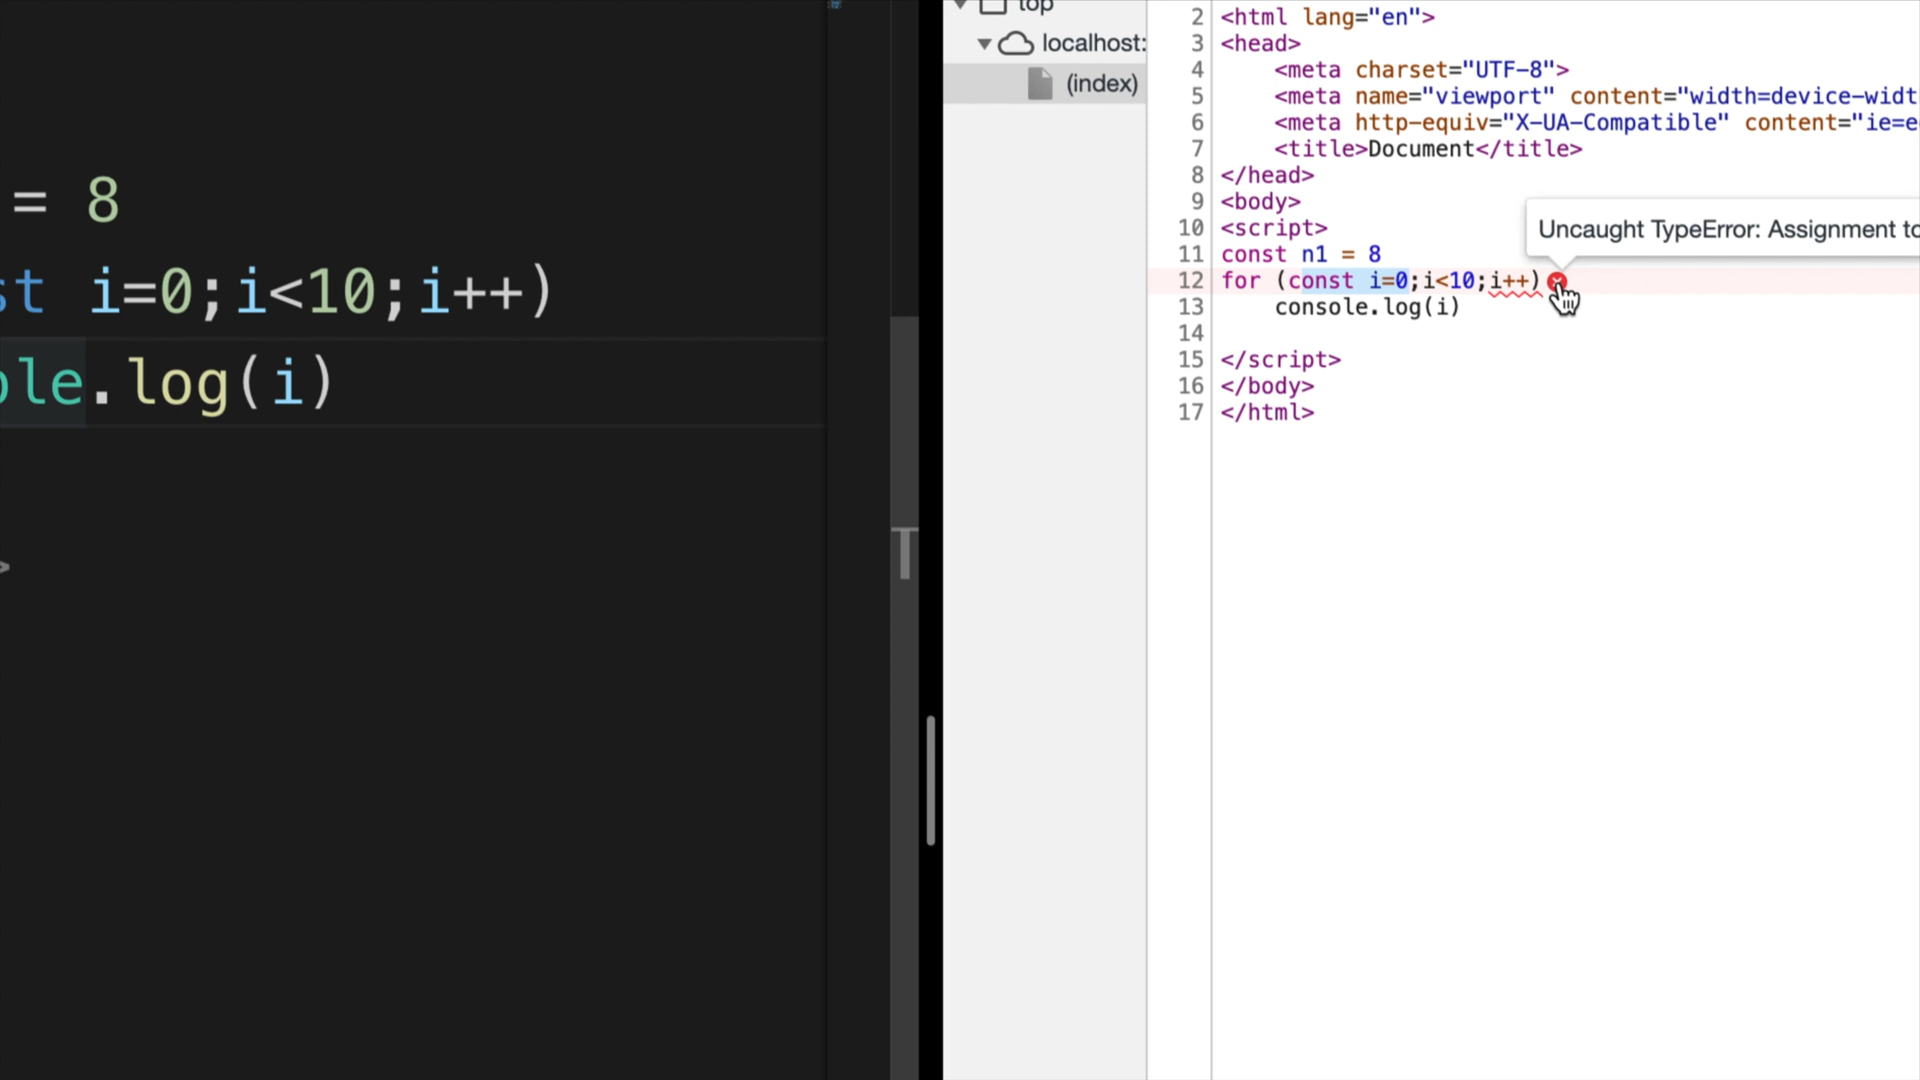 = 8
st i=0;i<10;i++)
ole.log(i)
>
top
localhost:
(index)
2 <html lang="en">
3 <head>
4 <meta charset="UTF-8">
5 <meta name="viewport" content="width=device-widt
6 <meta http-equiv="X-UA-Compatible" content="ie=e
7 <title>Document</title>
8 </head>
9 <body>
10 <script>
Uncaught TypeError: Assignment to
11 const n1 = 8
12 for (const i=0;i<10;i++)
13 console.log(i)
14
15 </script>
16 </body>
17 </html>